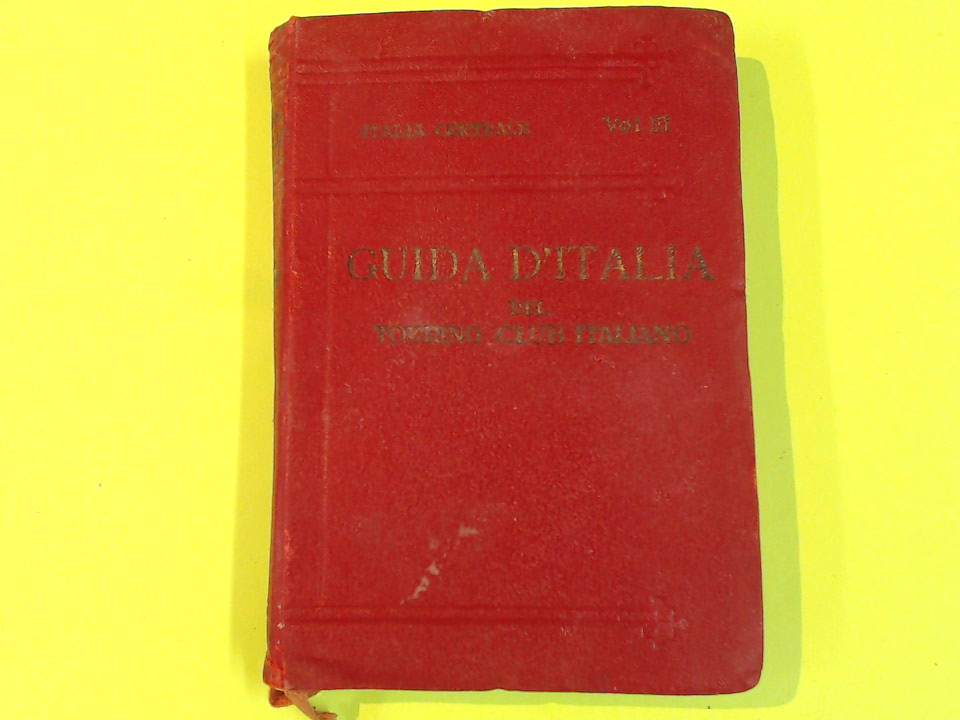 ITALIA CENTRALE Vol III
GUIDA D'ITALIA
DEL
TOURING CLUB ITALIANO